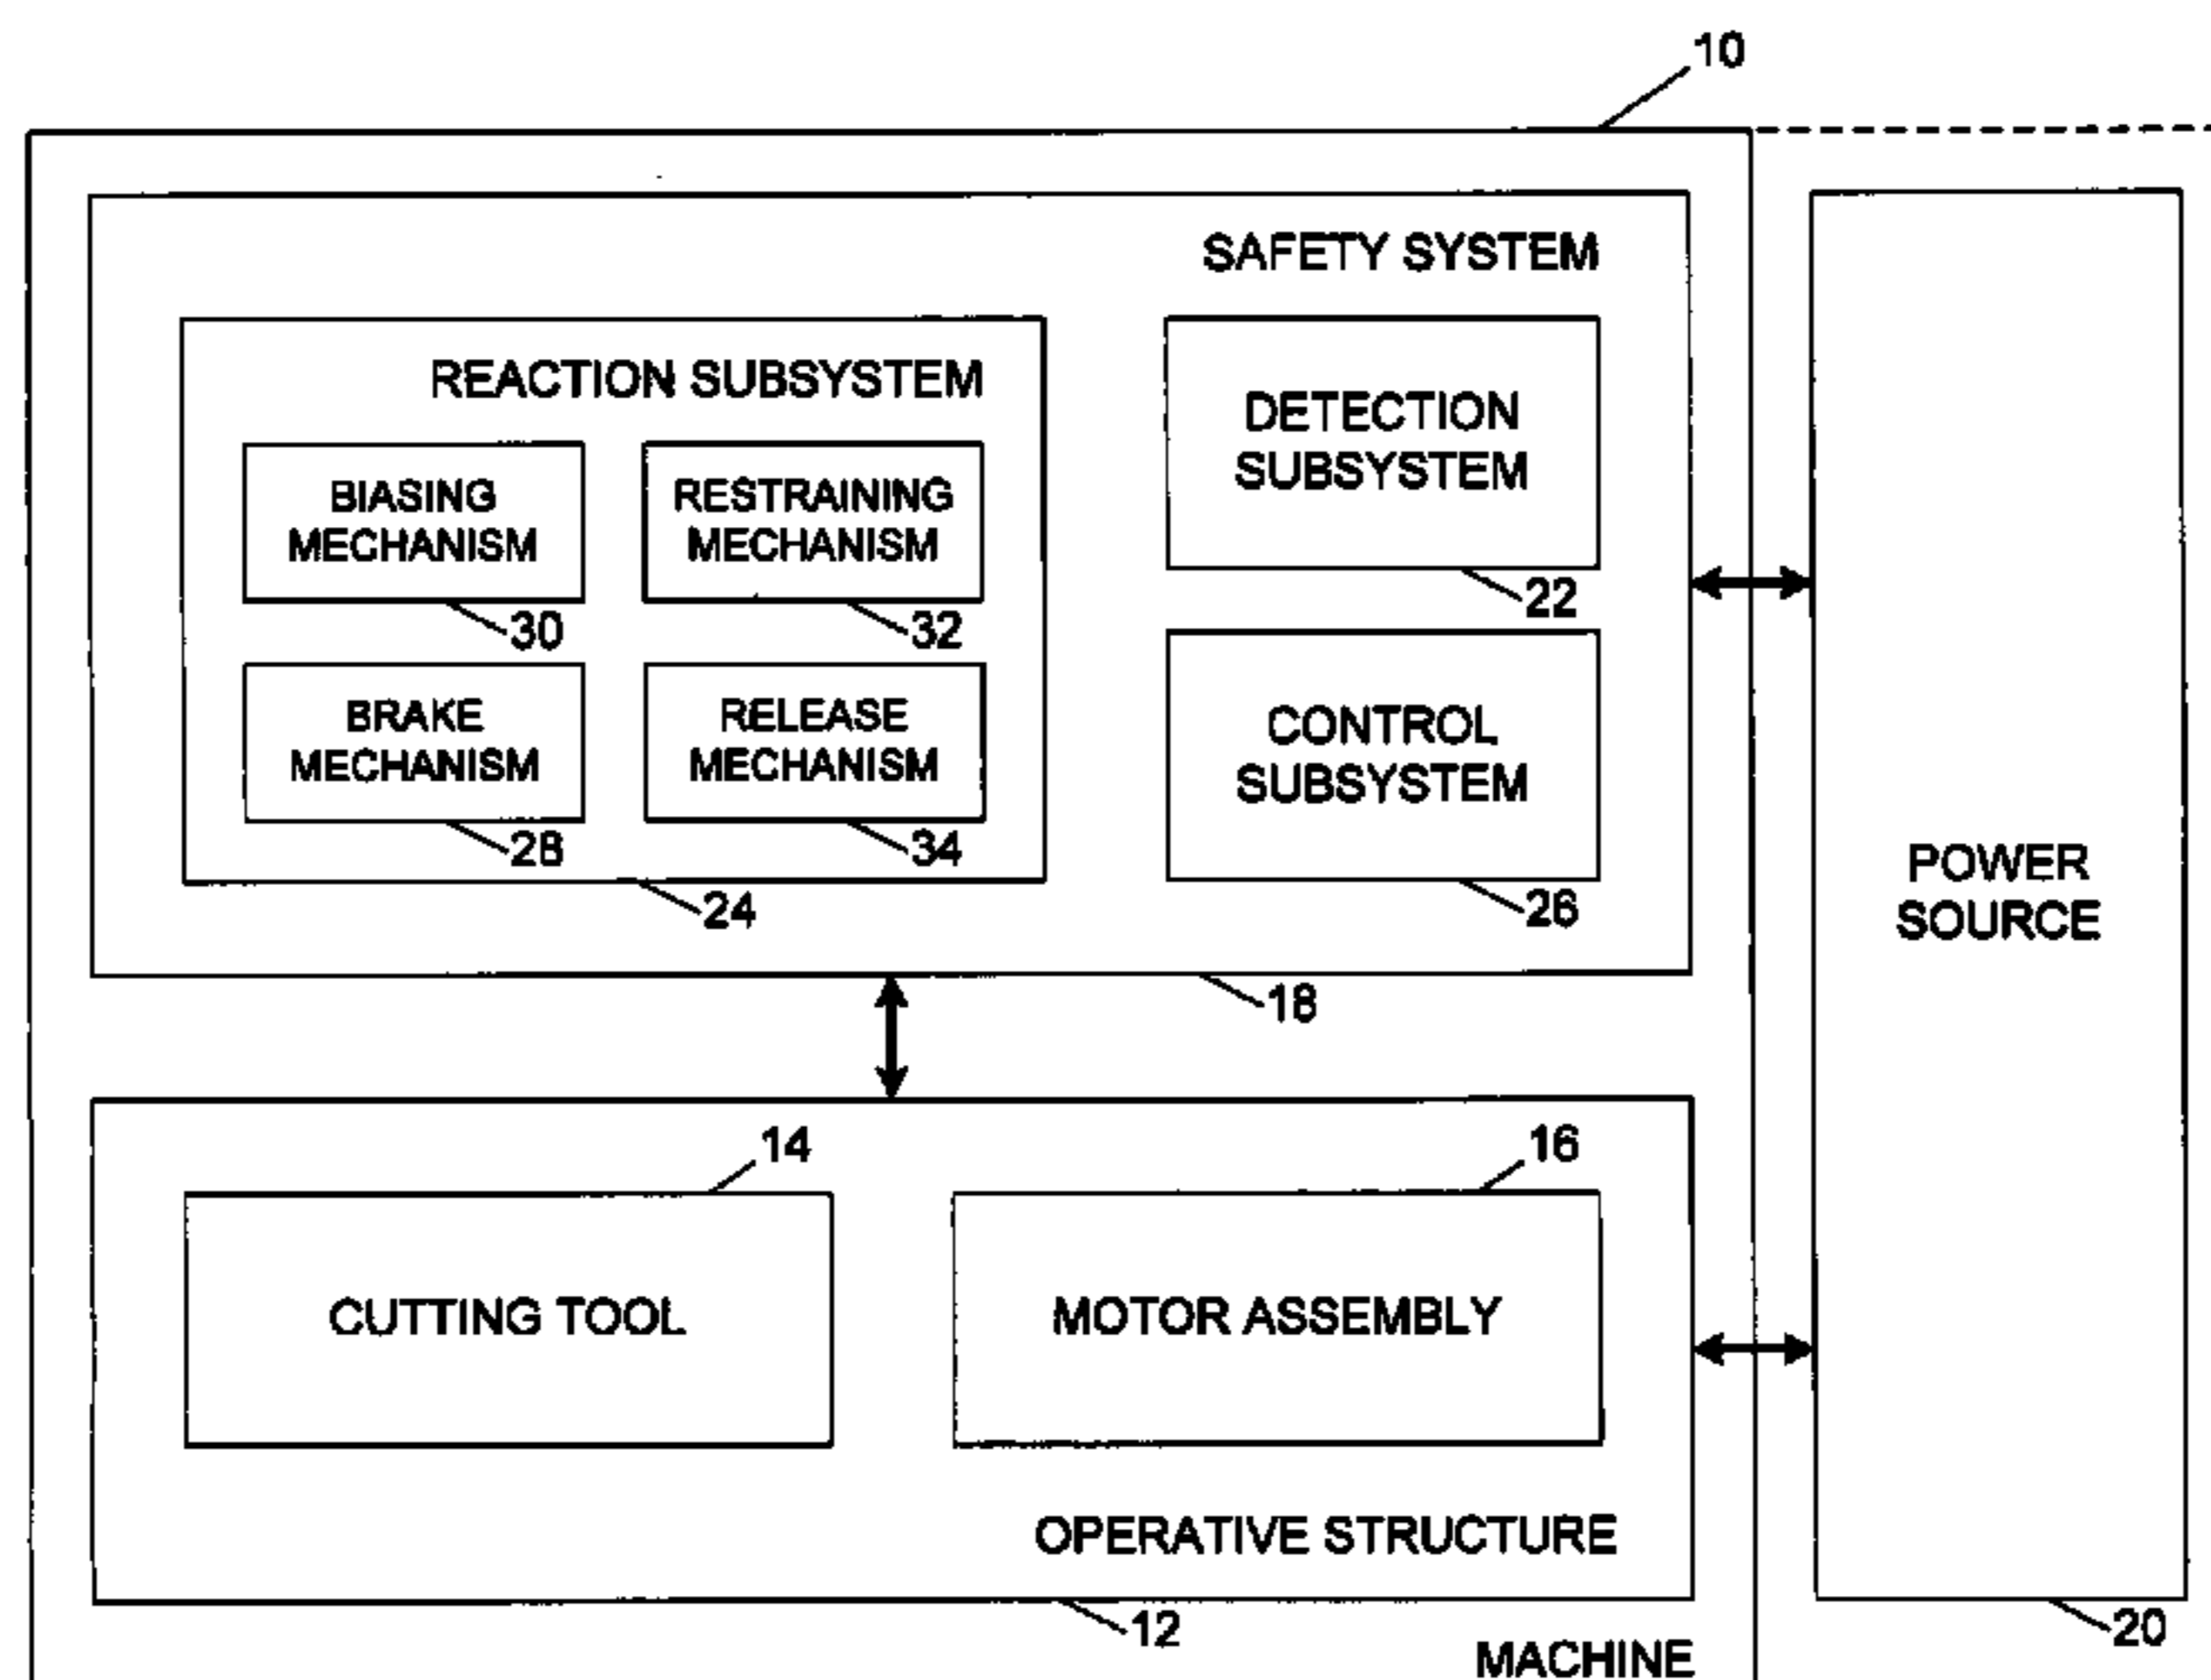 10
SAFETY SYSTEM
REACTION SUBSYSTEM
DETECTION
SUBSYSTEM
22
BIASING
MECHANISM
30
RESTRAINING
MECHANISM
32
BRAKE
MECHANISM
28
RELEASE
MECHANISM
34
24
CONTROL
SUBSYSTEM
26
18
POWER
SOURCE
20
14
CUTTING TOOL
16
MOTOR ASSEMBLY
OPERATIVE STRUCTURE
12
MACHINE